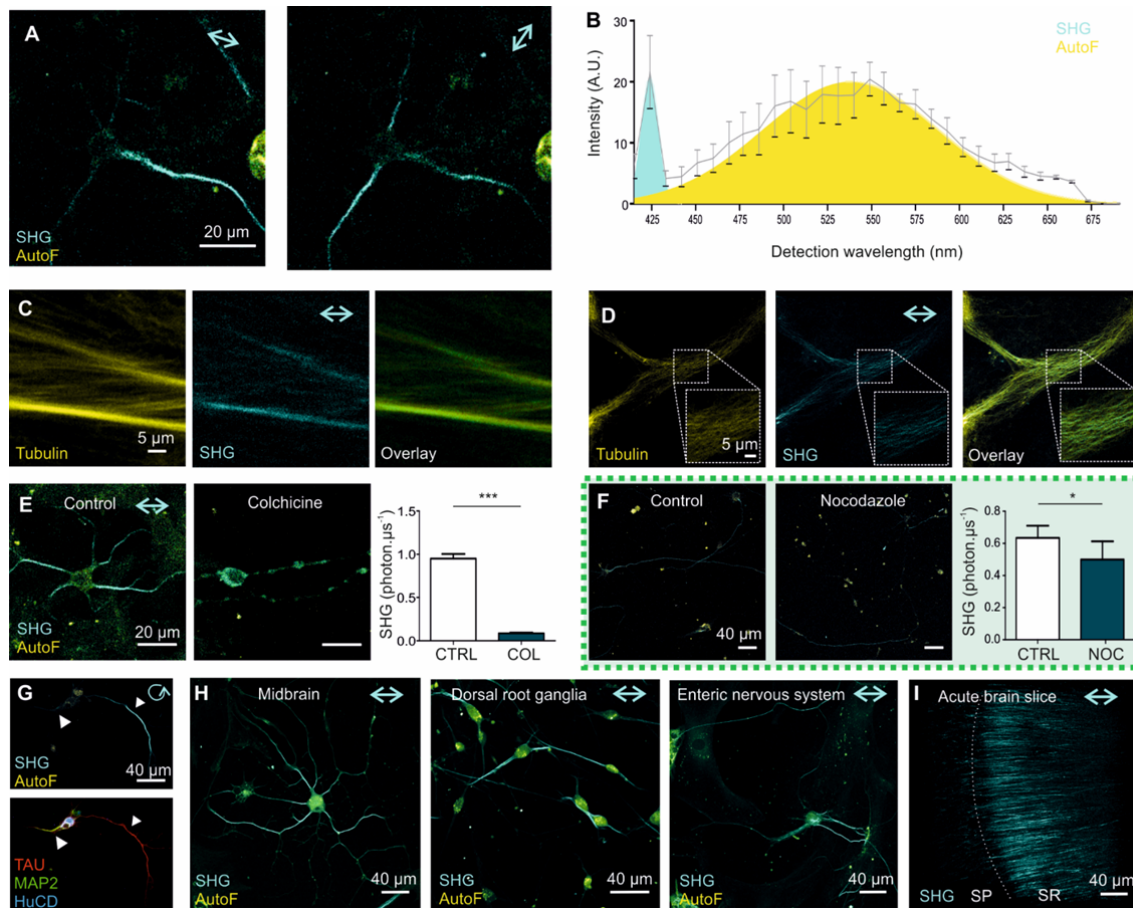 A
SHG
AutoF
20 µm
B
SHG
AutoF
Intensity (A.U.)
30
20
10
0
425
450
475
500
525
550
575
600
625
650
675
Detection wavelength (nm)
C
Tubulin
5 µm
SHG
Overlay
D
Tubulin
5 µm
SHG
Overlay
E
Control
SHG
AutoF
20 µm
Colchicine
***
SHG (photon.µs⁻¹)
1.5
1.0
0.5
0.0
CTRL
COL
F
Control
40 µm
Nocodazole
*
SHG (photon.µs⁻¹)
0.8
0.6
0.4
0.2
0.0
CTRL
NOC
G
SHG
AutoF
40 µm
TAU
MAP2
HuCD
H
Midbrain
SHG
AutoF
40 µm
Dorsal root ganglia
SHG
AutoF
40 µm
Enteric nervous system
SHG
AutoF
40 µm
I
Acute brain slice
SHG
SP
SR
40 µm